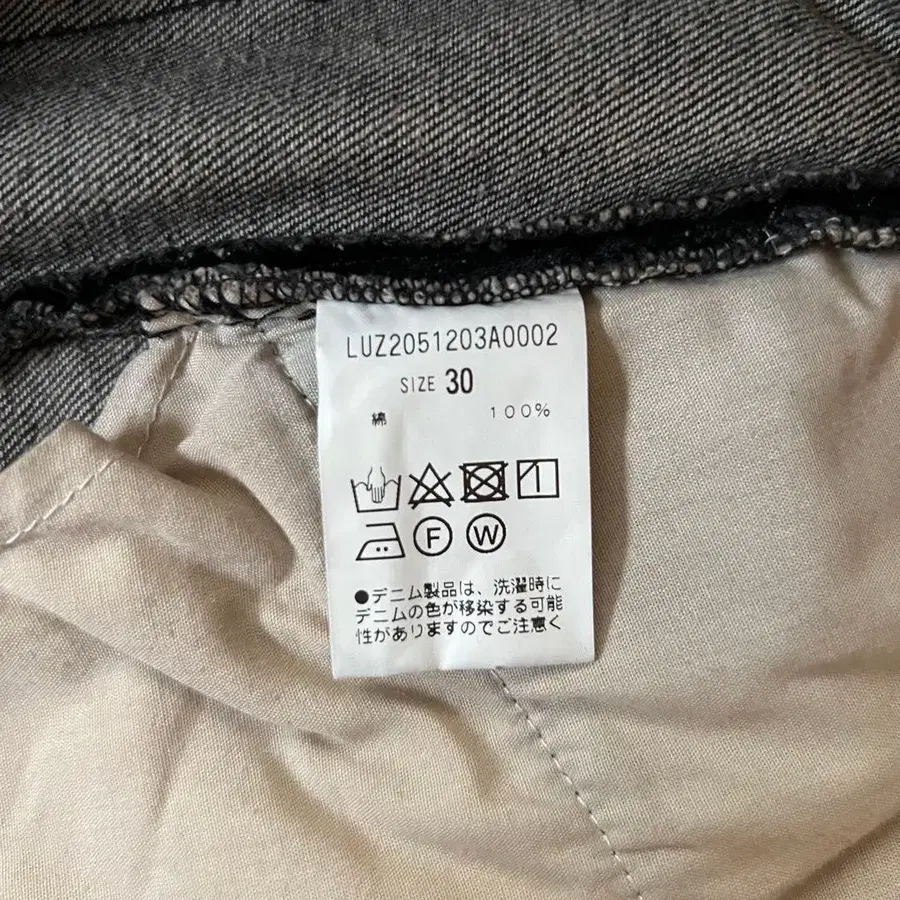 LUZ2051203A0002
SIZE 30
綿 100%
F W
●デニム製品は、洗濯時に
デニムの色が移染する可能
性がありますのでご注意く